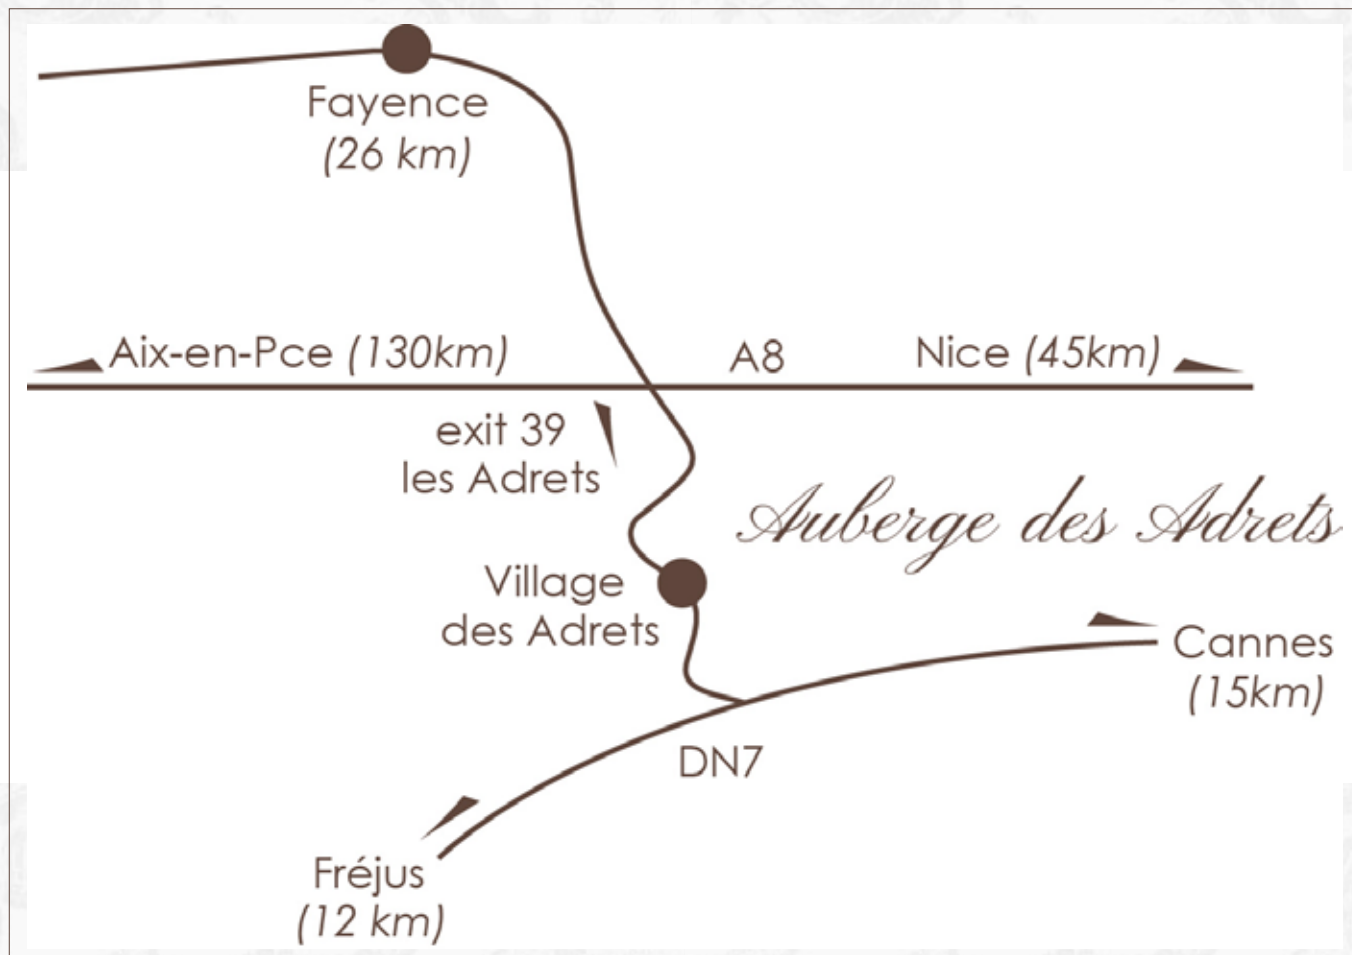 Fayence
(26 km)
Aix-en-Pce (130km)
A8
Nice (45km)
exit 39
les Adrets
Auberge des Adrets
Village
des Adrets
Cannes
(15km)
DN7
Fréjus
(12 km)